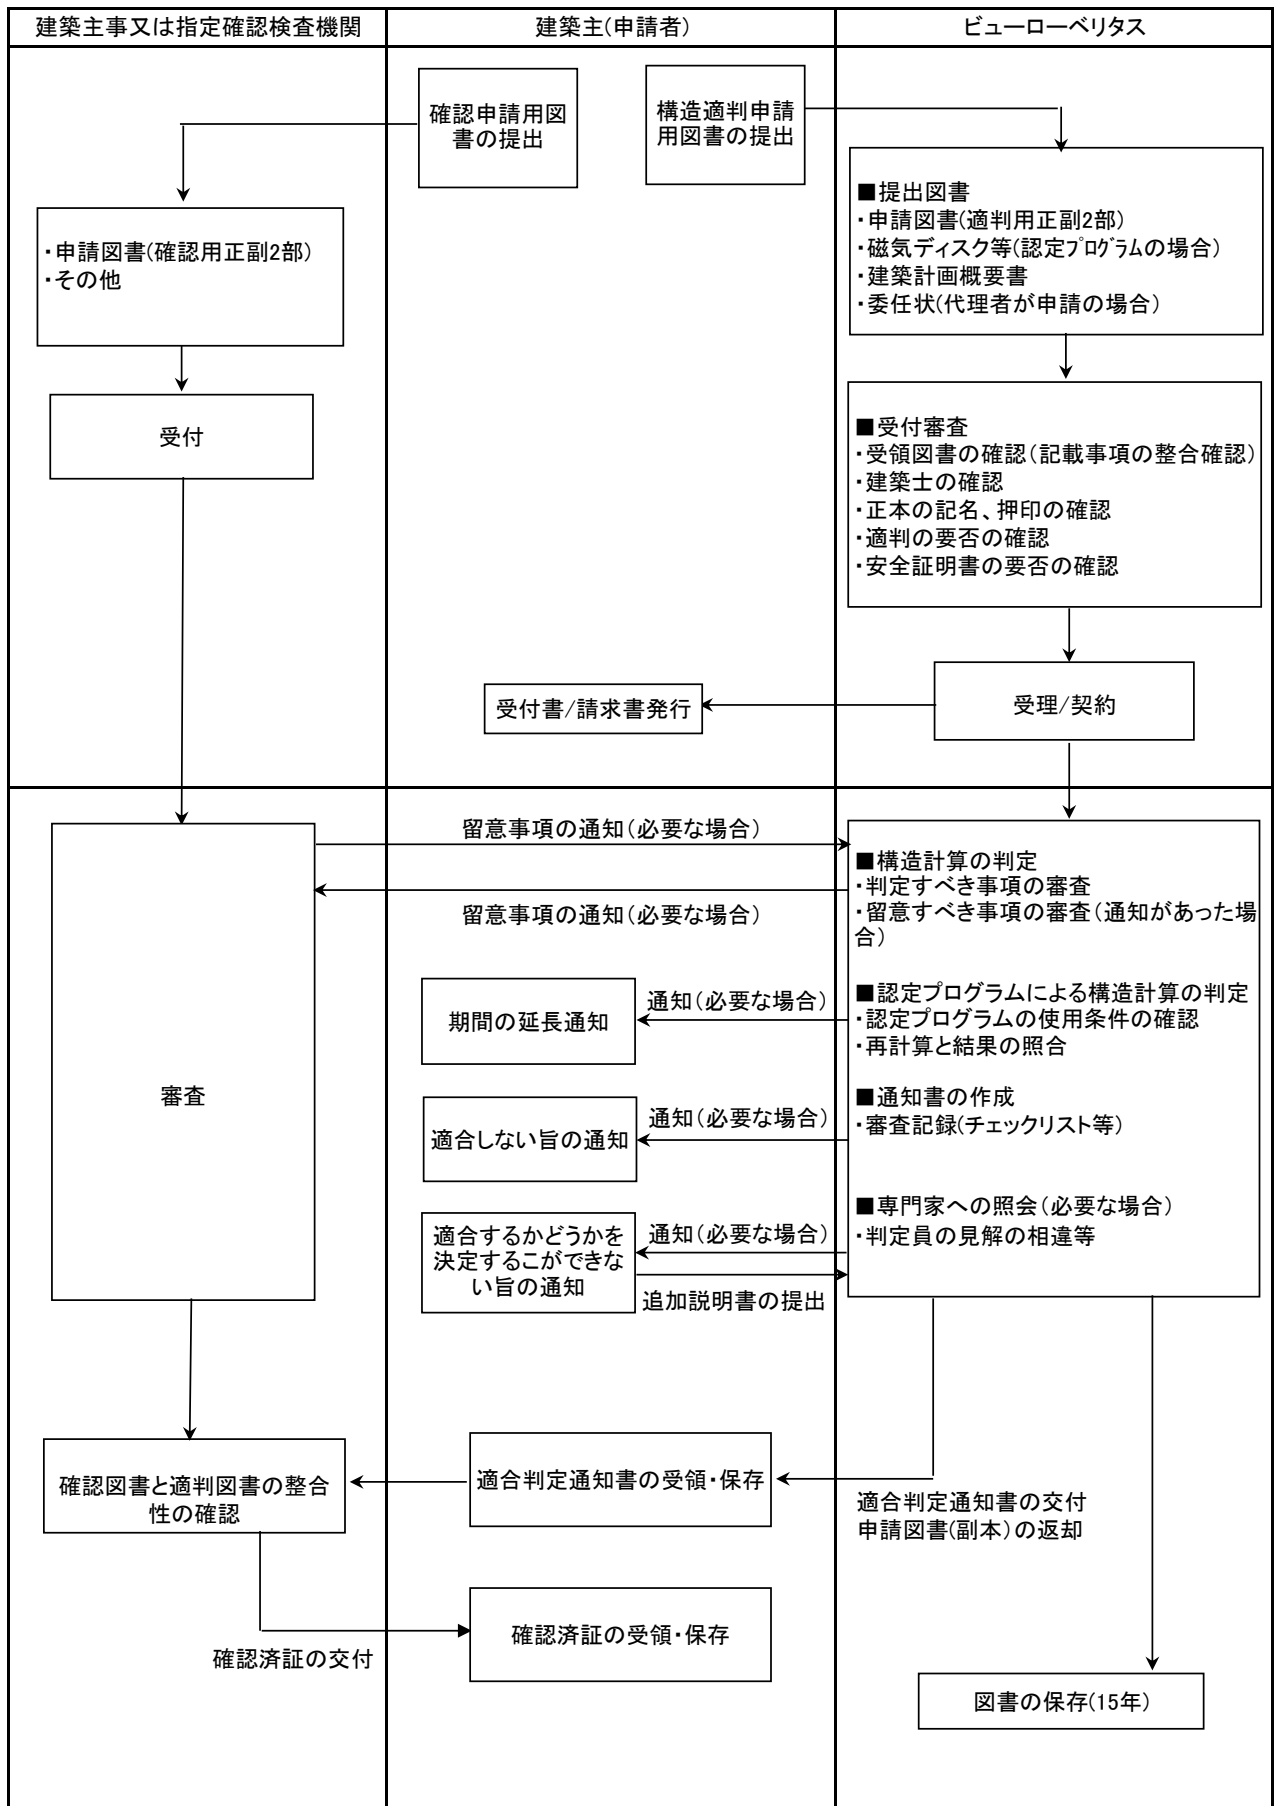 建築主事又は指定確認検査機関
建築主(申請者)
ビューローベリタス
確認申請用図
書の提出
構造適判申請
用図書の提出
■提出図書
・申請図書(適判用正副2部)
・磁気ディスク等(認定プログラムの場合)
・建築計画概要書
・委任状(代理者が申請の場合)
・申請図書(確認用正副2部)
・その他
受付
■受付審査
・受領図書の確認(記載事項の整合確認)
・建築士の確認
・正本の記名、押印の確認
・適判の要否の確認
・安全証明書の要否の確認
受付書/請求書発行
受理/契約
審査
留意事項の通知(必要な場合)
留意事項の通知(必要な場合)
■構造計算の判定
・判定すべき事項の審査
・留意すべき事項の審査(通知があった場
合)
■認定プログラムによる構造計算の判定
・認定プログラムの使用条件の確認
・再計算と結果の照合
■通知書の作成
・審査記録(チェックリスト等)
■専門家への照会(必要な場合)
・判定員の見解の相違等
期間の延長通知
通知(必要な場合)
適合しない旨の通知
通知(必要な場合)
適合するかどうかを
決定するこができな
い旨の通知
通知(必要な場合)
追加説明書の提出
確認図書と適判図書の整合
性の確認
適合判定通知書の受領・保存
適合判定通知書の交付
申請図書(副本)の返却
確認済証の受領・保存
確認済証の交付
図書の保存(15年)